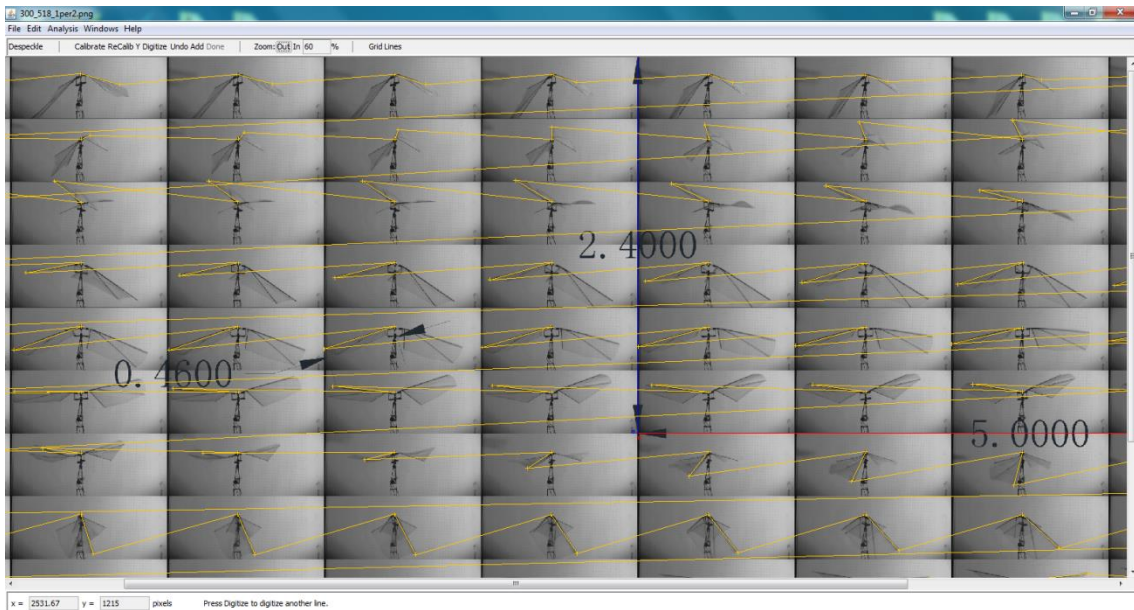 300_518_1per2.png
File Edit Analysis Windows Help
Despeckle Calibrate ReCalib Y Digitize Undo Add Done Zoom: Out In 60 % Grid Lines
2.4000
0.4600
5.0000
x = 2531.67 y = 1215 pixels Press Digitize to digitize another line.